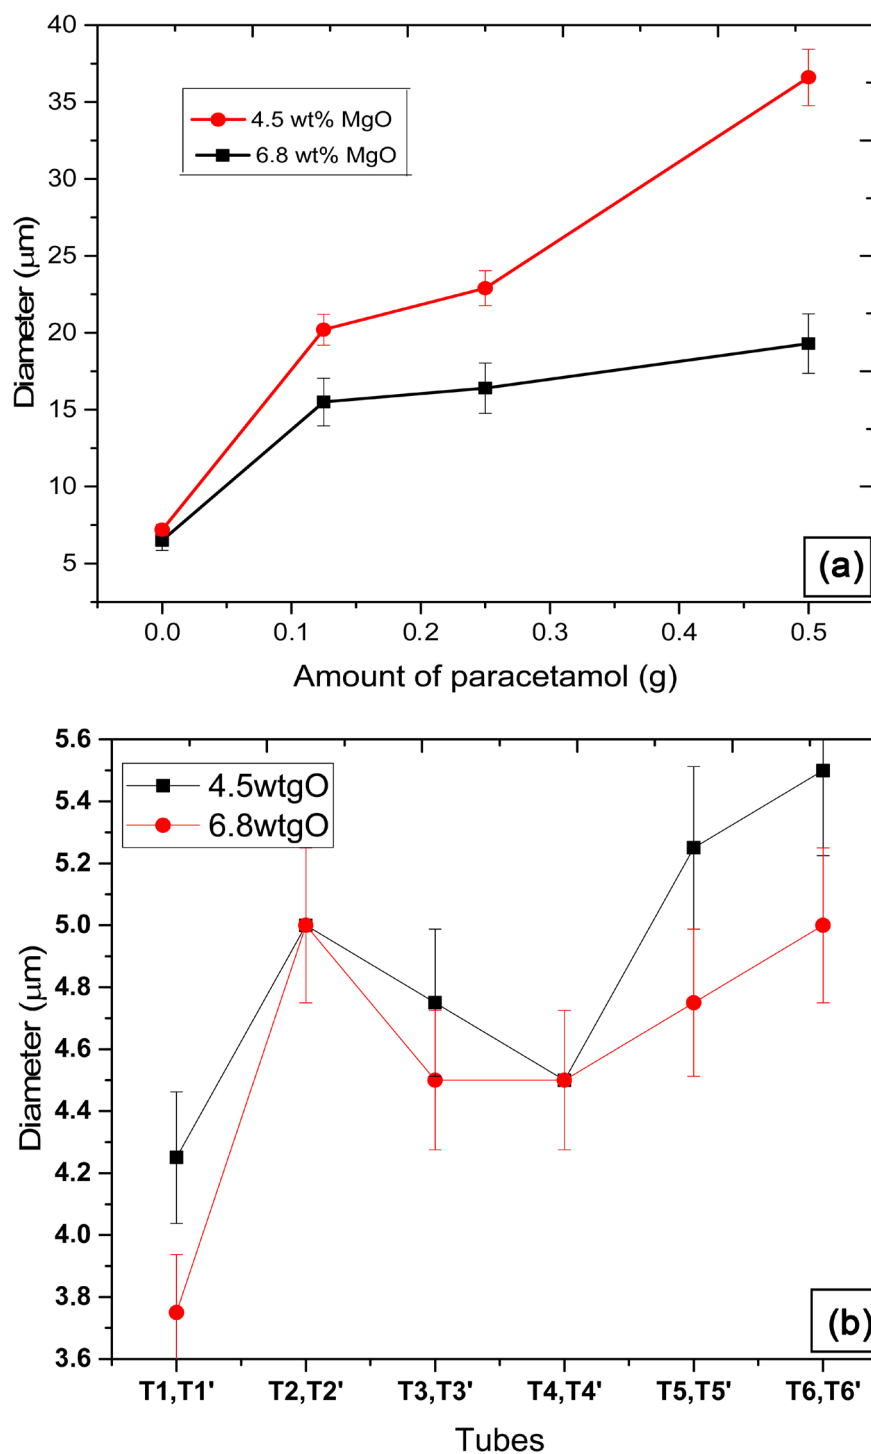 40
35
30
25
20
15
10
5
Diameter (μm)
4.5 wt% MgO
6.8 wt% MgO
(a)
0.0 0.1 0.2 0.3 0.4 0.5
Amount of paracetamol (g)
5.6
5.4
5.2
5.0
4.8
4.6
4.4
4.2
4.0
3.8
3.6
Diameter (μm)
4.5wtgO
6.8wtgO
(b)
T1,T1' T2,T2' T3,T3' T4,T4' T5,T5' T6,T6'
Tubes